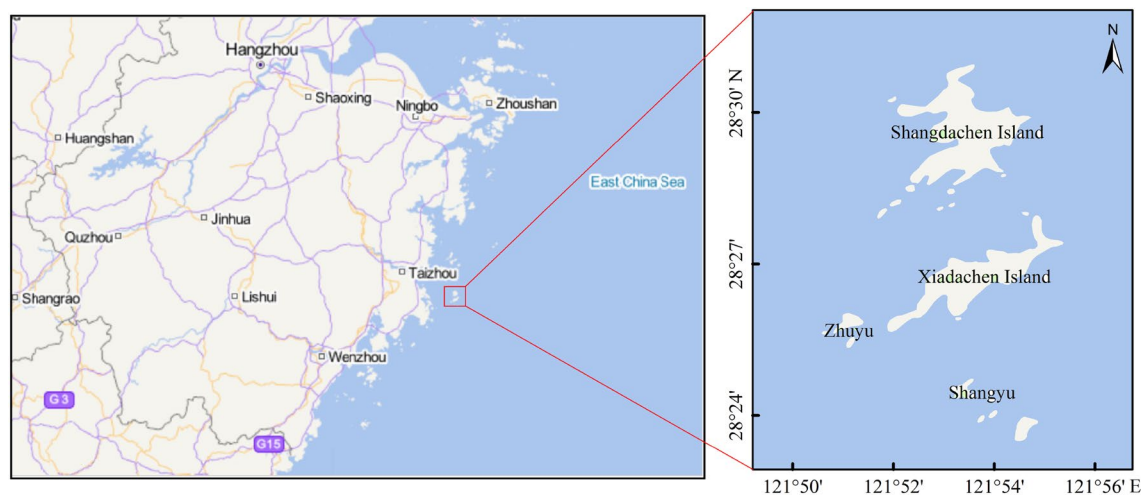 Hangzhou
Shaoxing
Ningbo
Zhoushan
Huangshan
East China Sea
Jinhua
Quzhou
Taizhou
Shangrao
Lishui
Wenzhou
G3
G15
N
28°30' N
Shangdachen Island
28°27'
Xiadachen Island
Zhuyu
Shangyu
28°24'
121°50'
121°52'
121°54'
121°56' E